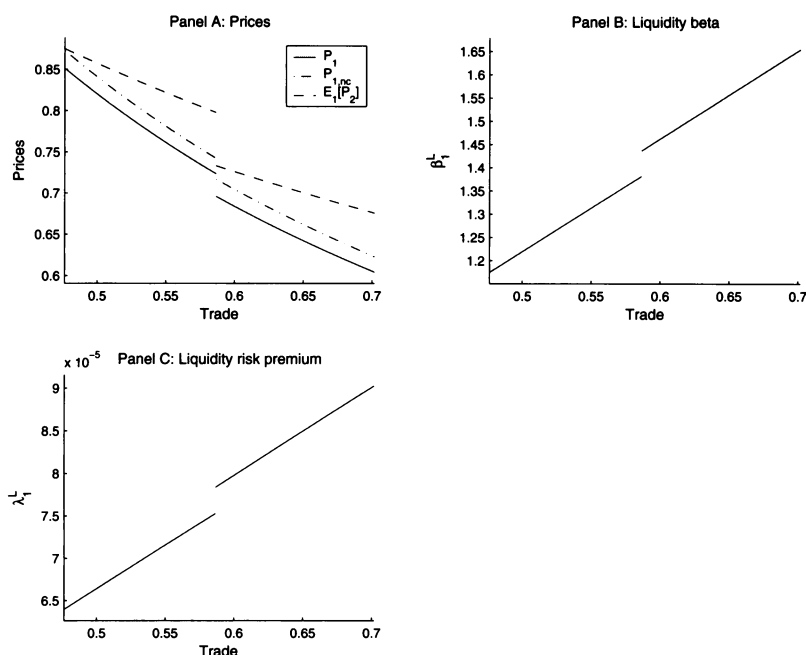 Panel A: Prices
P₁
P₁,nc
E₁[P₂]
0.85
0.8
0.75
0.7
0.65
0.6
Prices
0.5 0.55 0.6 0.65 0.7
Trade
Panel B: Liquidity beta
1.65
1.6
1.55
1.5
1.45
1.4
1.35
1.3
1.25
1.2
β₁ᴸ
0.5 0.55 0.6 0.65 0.7
Trade
x 10⁻⁵ Panel C: Liquidity risk premium
9
8.5
8
7.5
7
6.5
λ₁ᴸ
0.5 0.55 0.6 0.65 0.7
Trade